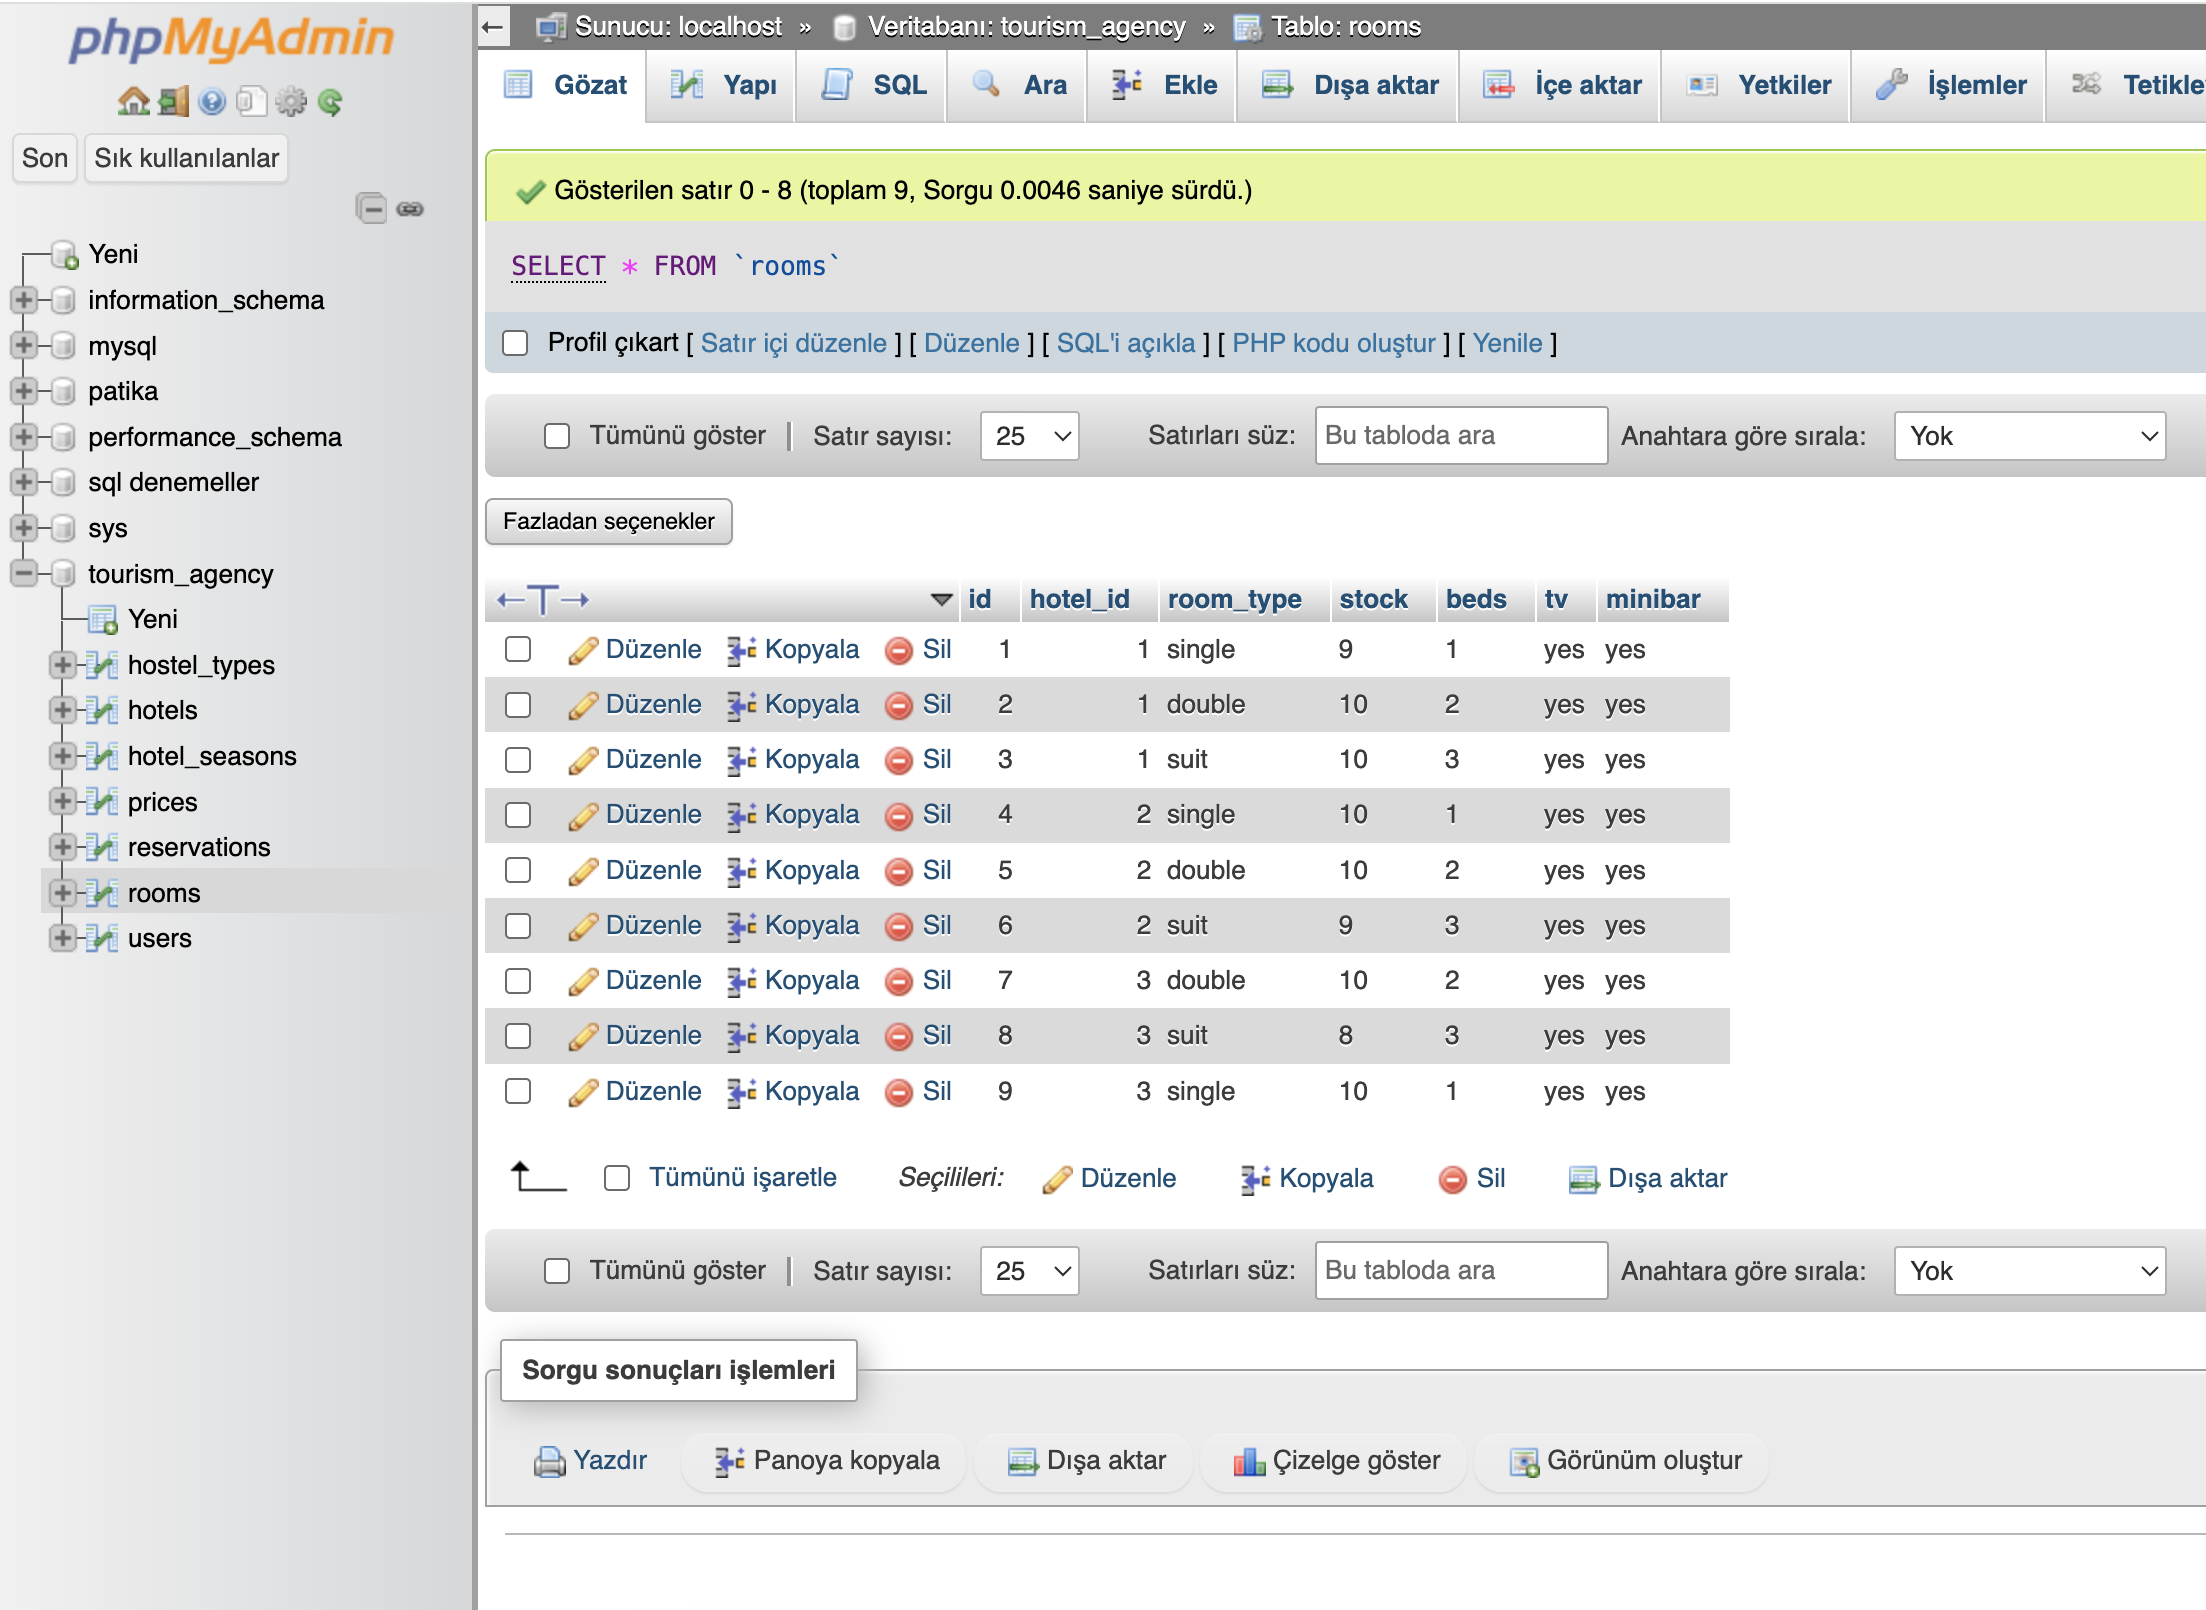 phpMyAdmin
Son Sık kullanılanlar
Yeni
information_schema
mysql
patika
performance_schema
sql denemeller
sys
tourism_agency
Yeni
hostel_types
hotels
hotel_seasons
prices
reservations
rooms
users
Sunucu: localhost » Veritabanı: tourism_agency » Tablo: rooms
Gözat Yapı SQL Ara Ekle Dışa aktar İçe aktar Yetkiler İşlemler Tetikle
Gösterilen satır 0 - 8 (toplam 9, Sorgu 0.0046 saniye sürdü.)
SELECT * FROM `rooms`
Profil çıkart [ Satır içi düzenle ] [ Düzenle ] [ SQL'i açıkla ] [ PHP kodu oluştur ] [ Yenile ]
Tümünü göster | Satır sayısı: 25 Satırları süz: Bu tabloda ara Anahtara göre sırala: Yok
Fazladan seçenekler
←T→ id hotel_id room_type stock beds tv minibar
Düzenle Kopyala Sil 1 1 single 9 1 yes yes
Düzenle Kopyala Sil 2 1 double 10 2 yes yes
Düzenle Kopyala Sil 3 1 suit 10 3 yes yes
Düzenle Kopyala Sil 4 2 single 10 1 yes yes
Düzenle Kopyala Sil 5 2 double 10 2 yes yes
Düzenle Kopyala Sil 6 2 suit 9 3 yes yes
Düzenle Kopyala Sil 7 3 double 10 2 yes yes
Düzenle Kopyala Sil 8 3 suit 8 3 yes yes
Düzenle Kopyala Sil 9 3 single 10 1 yes yes
Tümünü işaretle Seçilileri: Düzenle Kopyala Sil Dışa aktar
Tümünü göster | Satır sayısı: 25 Satırları süz: Bu tabloda ara Anahtara göre sırala: Yok
Sorgu sonuçları işlemleri
Yazdır Panoya kopyala Dışa aktar Çizelge göster Görünüm oluştur